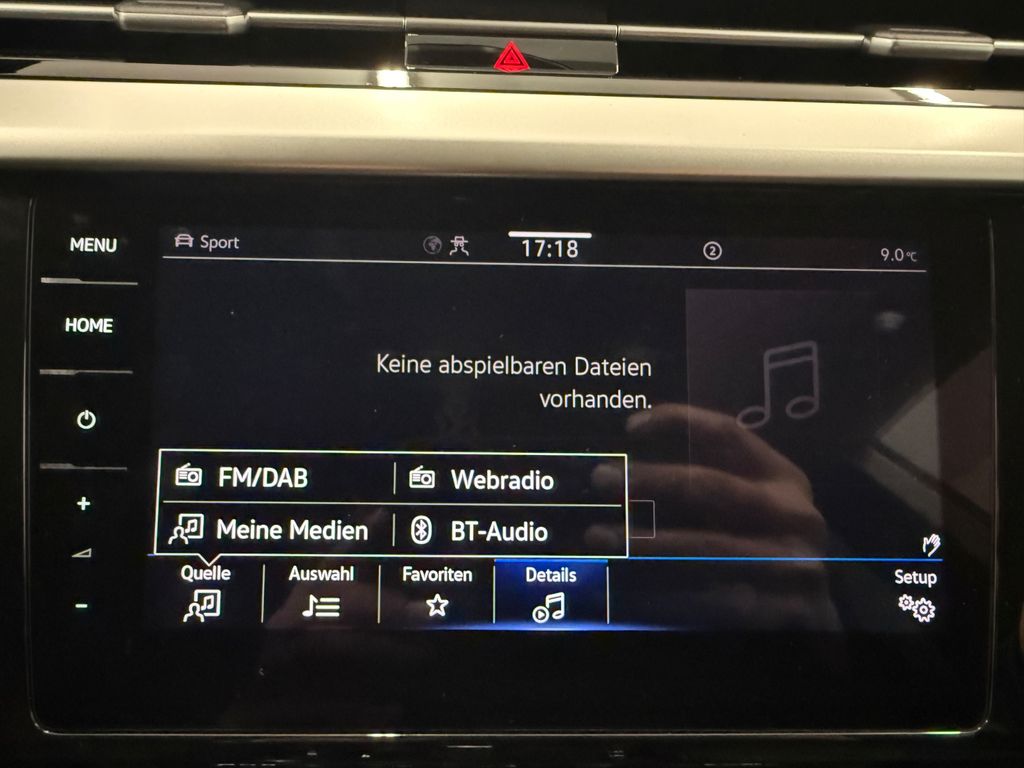 MENU
Sport
17:18
2
9.0°C
HOME
Keine abspielbaren Dateien
vorhanden.
FM/DAB
Webradio
Meine Medien
BT-Audio
+
-
Quelle
Auswahl
Favoriten
Details
Setup